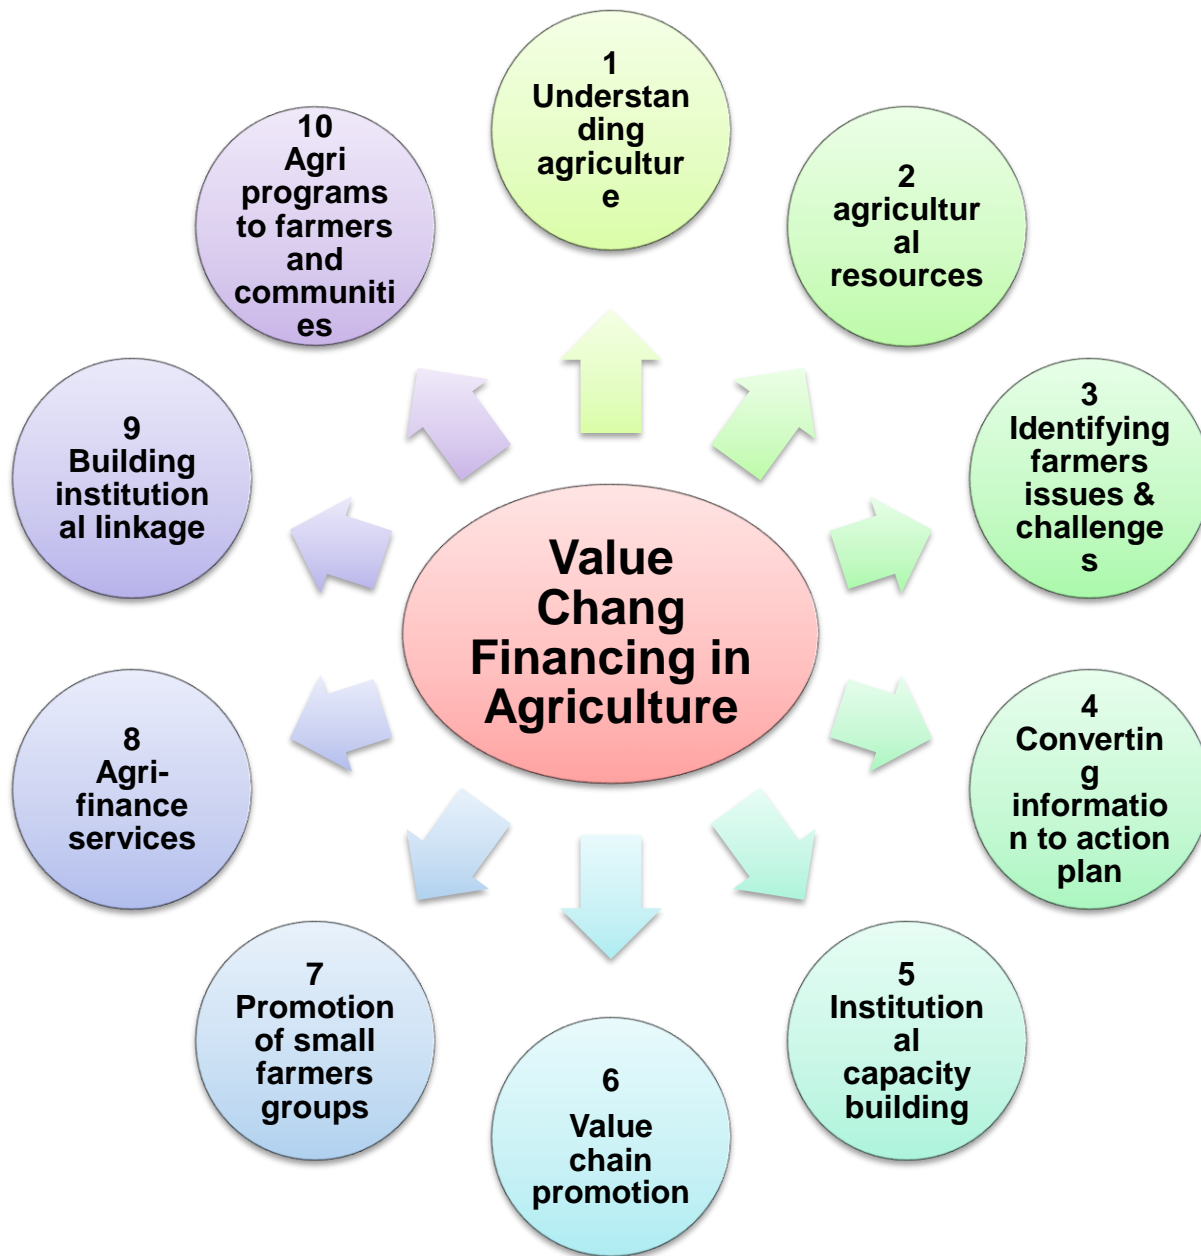 Value
Chang
Financing in
Agriculture
1
Understan
ding
agricultur
e
2
agricultur
al
resources
3
Identifying
farmers
issues &
challenge
s
4
Convertin
g
informatio
n to action
plan
5
Institution
al
capacity
building
6
Value
chain
promotion
7
Promotion
of small
farmers
groups
8
Agri-
finance
services
9
Building
institution
al linkage
10
Agri
programs
to farmers
and
communiti
es